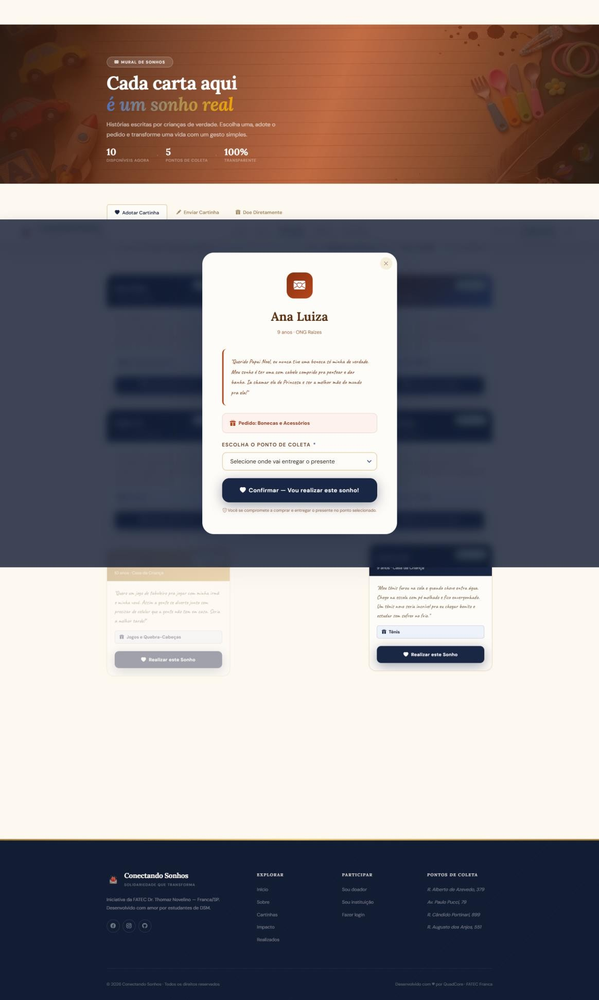 MURAL DE SONHOS
Cada carta aqui
é um sonho real
Histórias escritas por crianças de verdade. Escolha uma, adote o
pedido e transforme uma vida com um gesto simples.
10 5 100%
DISPONÍVEIS AGORA PONTOS DE COLETA TRANSPARENTE
Adotar Cartinha Enviar Cartinha Doe Diretamente
Ana Luiza
9 anos · ONG Raízes
"Querido Papai Noel, eu nunca tive uma boneca só minha de verdade.
Meu sonho é ter uma com cabelo comprido pra pentear e dar
banho. Ia chamar ela de Princesa e ser a melhor mãe do mundo
pra ela!"
Pedido: Bonecas e Acessórios
ESCOLHA O PONTO DE COLETA *
Selecione onde vai entregar o presente
Confirmar — Vou realizar este sonho!
Você se compromete a comprar e entregar o presente no ponto selecionado.
10 anos · Casa da Criança
"Quero um jogo de tabuleiro pra jogar com minha irmã
e minha vovó. Assim a gente se diverte junto sem
precisar de celular que a gente não tem em casa. Seria
a melhor tarde!"
Jogos e Quebra-Cabeças
Realizar este Sonho
9 anos · Casa da Criança
"Meu tênis furou na sola e quando chove entra água.
Chego na escola com pé molhado e fico envergonhado.
Um tênis novo seria incrível pra eu chegar bonito e
estudar sem sofrer no frio."
Tênis
Realizar este Sonho
Conectando Sonhos
SOLIDARIEDADE QUE TRANSFORMA
Iniciativa da FATEC Dr. Thomaz Novelino — Franca/SP.
Desenvolvido com amor por estudantes de DSM.
EXPLORAR
Início
Sobre
Cartinhas
Impacto
Realizados
PARTICIPAR
Sou doador
Sou instituição
Fazer login
PONTOS DE COLETA
R. Alberto de Azevedo, 379
Av. Paulo Pucci, 79
R. Cândido Portinari, 899
R. Augusto dos Anjos, 551
© 2026 Conectando Sonhos · Todos os direitos reservados
Desenvolvido com ♥ por QuadCore · FATEC Franca